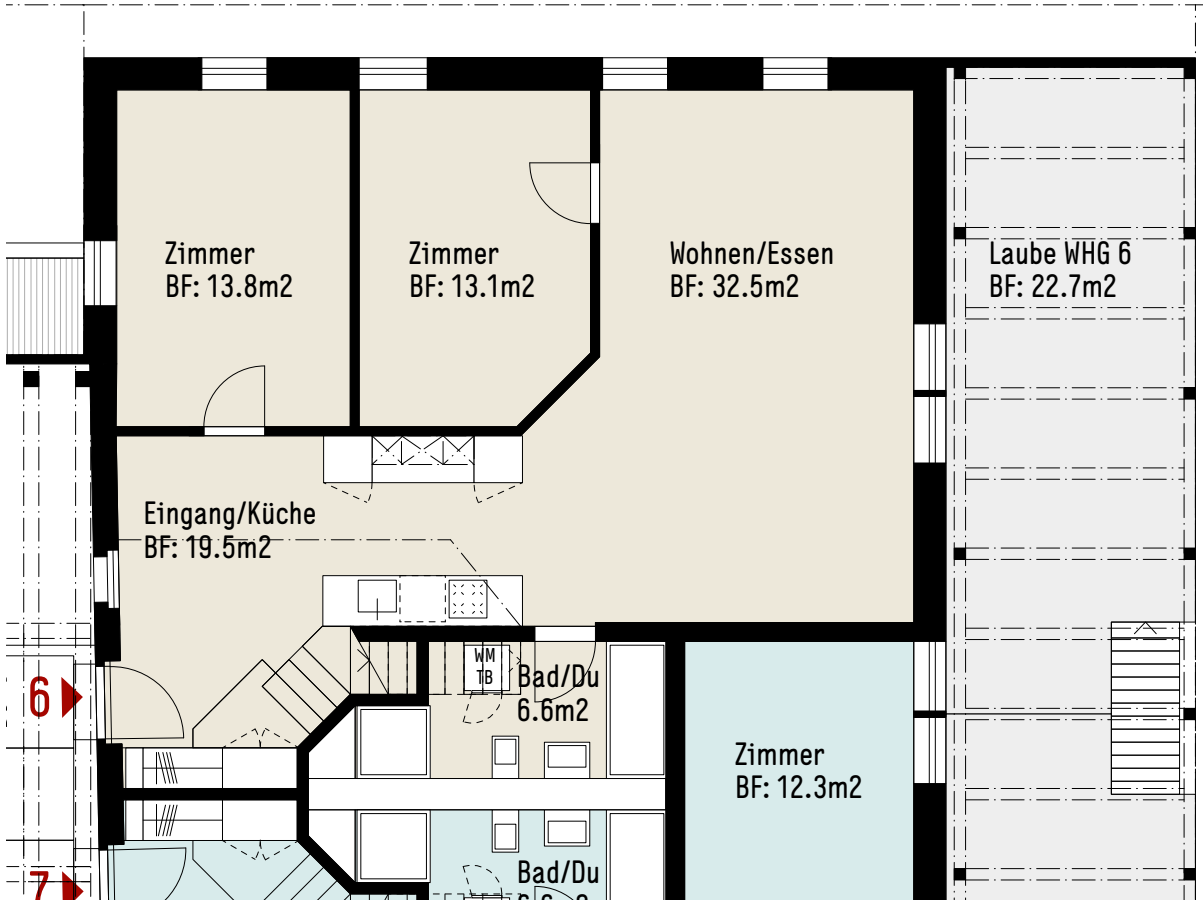 Zimmer
BF: 13.8m2
Zimmer
BF: 13.1m2
Wohnen/Essen
BF: 32.5m2
Laube WHG 6
BF: 22.7m2
Eingang/Küche
BF: 19.5m2
WM
TB
Bad/Du
6.6m2
6
Zimmer
BF: 12.3m2
7
Bad/Du